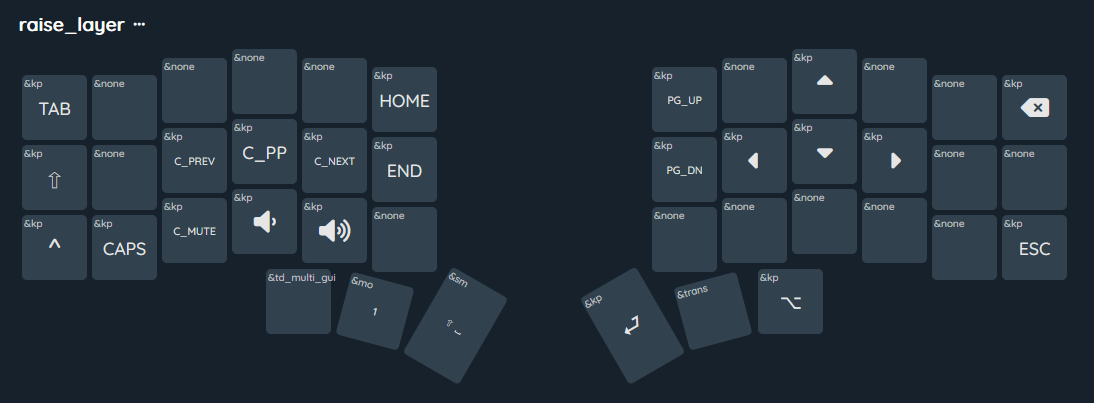 raise_layer ···
&kp TAB
&none
&none
&none
&none
&kp HOME
&kp PG_UP
&none
&kp
&none
&none
&kp
&kp ⇧
&none
&kp C_PREV
&kp C_PP
&kp C_NEXT
&kp END
&kp PG_DN
&kp
&kp
&kp
&none
&none
&kp ^
&kp CAPS
&kp C_MUTE
&kp
&kp
&none
&none
&none
&none
&none
&none
&kp ESC
&td_multi_gui
&mo 1
&sm ⇧ ⎵
&kp ⏎
&trans
&kp ⌥